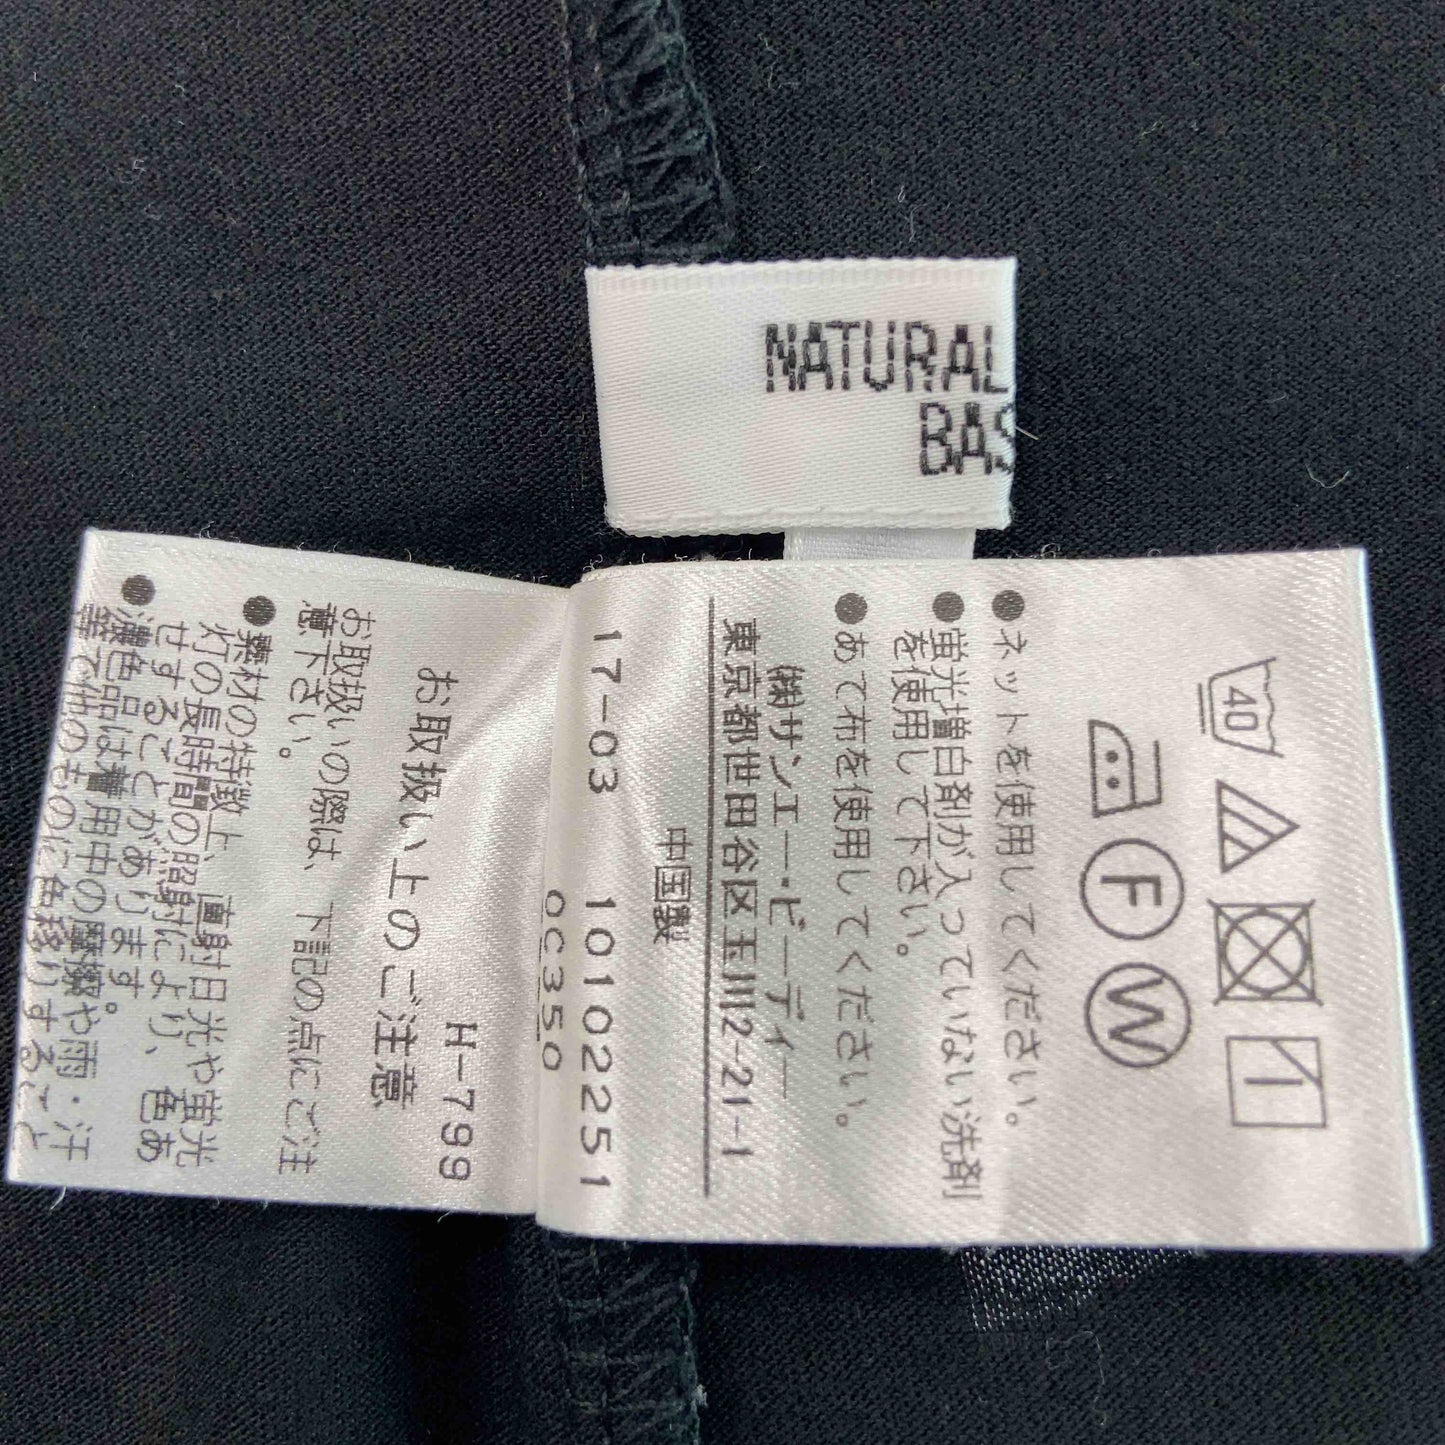 NATURAL
BAS
40
F
W
●ネットを使用してください。
●蛍光増白剤が入っていない洗剤
を使用して下さい。
●あて布を使用してください。
㈱サンエー・ビーディー
東京都世田谷区玉川2-21-1
中国製
17-03 10102251
0C350
H-799
お取扱い上のご注意
お取扱いの際は、下記の点にご注
意下さい。
●素材の特徴上、直射日光や蛍光
灯の長時間の照射により、色あ
せすることがあります。
●濃色品は着用中の摩擦や雨・汗
等で他のものに色移りすること